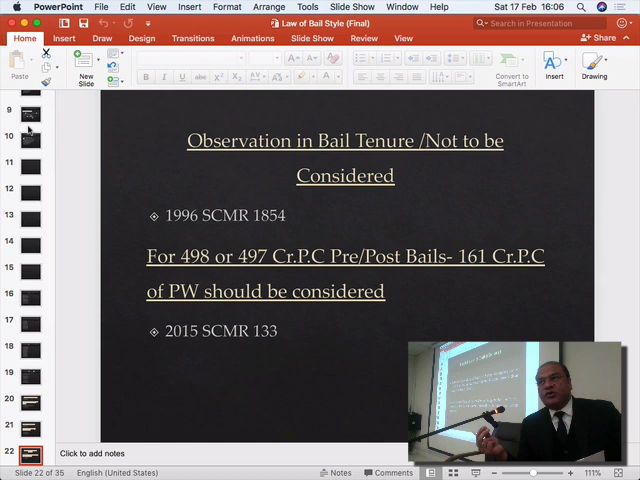 PowerPoint File Edit View Insert Format Arrange Tools Slide Show Window Help Sat 17 Feb 16:06
Law of Bail Style (Final)
Search in Presentation
Home Insert Draw Design Transitions Animations Slide Show Review View Share
Paste
New
Slide
Convert to
SmartArt
Insert
Drawing
9
10
11
12
13
14
15
16
17
18
19
20
21
22
Observation in Bail Tenure /Not to be
Considered
1996 SCMR 1854
For 498 or 497 Cr.P.C Pre/Post Bails- 161 Cr.P.C
of PW should be considered
2015 SCMR 133
Click to add notes
Slide 22 of 35 English (United States) Notes Comments 111%